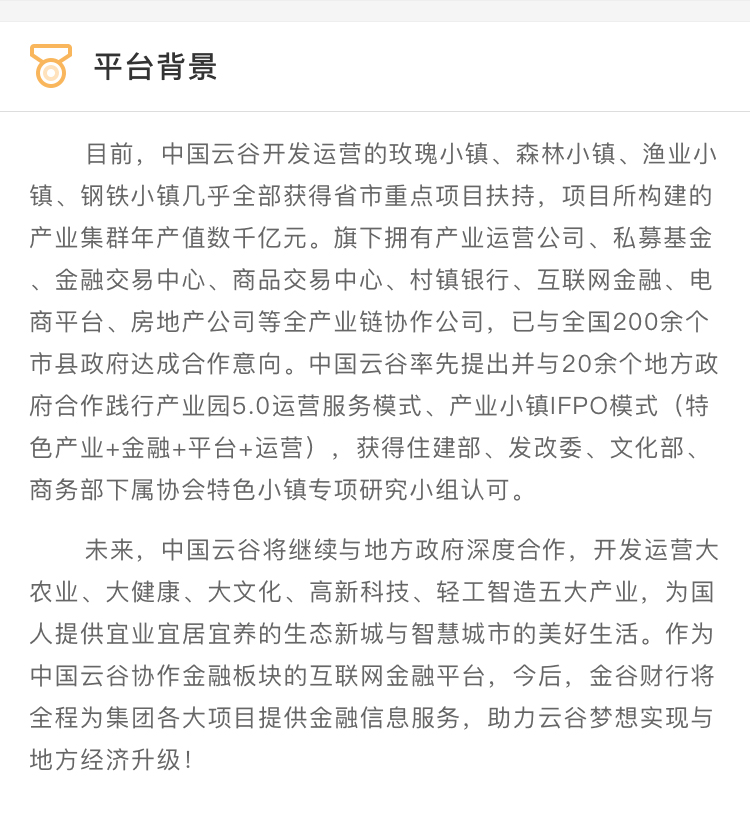 平台背景
目前，中国云谷开发运营的玫瑰小镇、森林小镇、渔业小
镇、钢铁小镇几乎全部获得省市重点项目扶持，项目所构建的
产业集群年产值数千亿元。旗下拥有产业运营公司、私募基金
、金融交易中心、商品交易中心、村镇银行、互联网金融、电
商平台、房地产公司等全产业链协作公司，已与全国200余个
市县政府达成合作意向。中国云谷率先提出并与20余个地方政
府合作践行产业园5.0运营服务模式、产业小镇IFPO模式（特
色产业+金融+平台+运营），获得住建部、发改委、文化部、
商务部下属协会特色小镇专项研究小组认可。
未来，中国云谷将继续与地方政府深度合作，开发运营大
农业、大健康、大文化、高新科技、轻工智造五大产业，为国
人提供宜业宜居宜养的生态新城与智慧城市的美好生活。作为
中国云谷协作金融板块的互联网金融平台，今后，金谷财行将
全程为集团各大项目提供金融信息服务，助力云谷梦想实现与
地方经济升级！